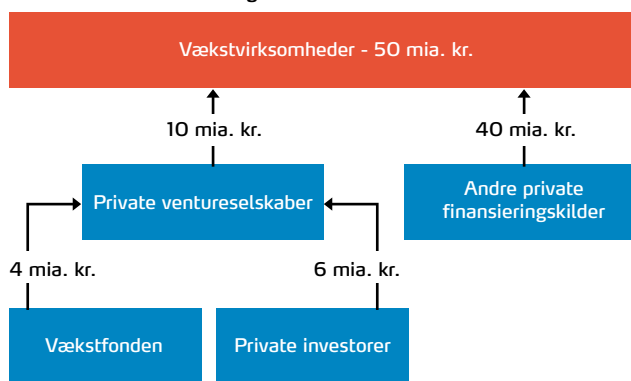 Vækstvirksomheder - 50 mia. kr.
10 mia. kr.
40 mia. kr.
Private ventureselskaber
Andre private
finansieringskilder
4 mia. kr.
6 mia. kr.
Vækstfonden
Private investorer